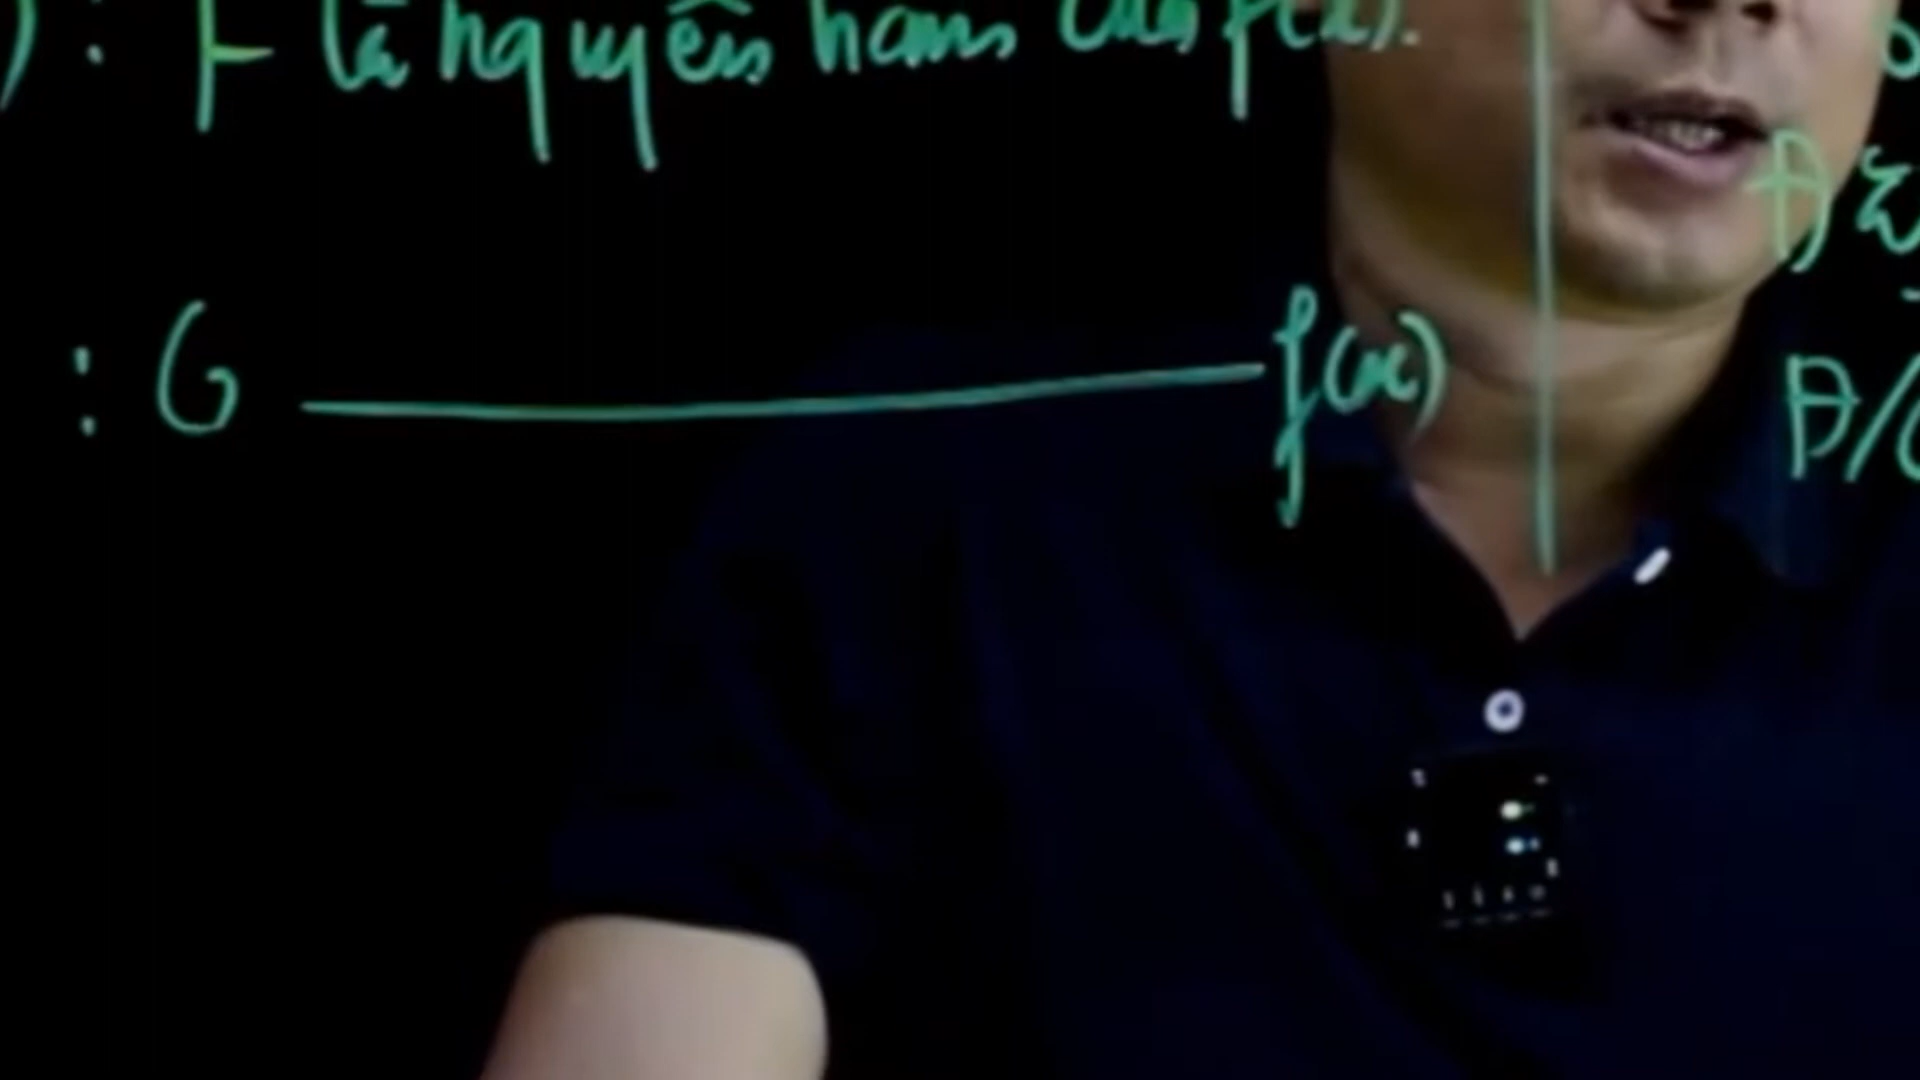 ): F là nguyên hàm của f(x).
: G ——— f(x)
A
A/